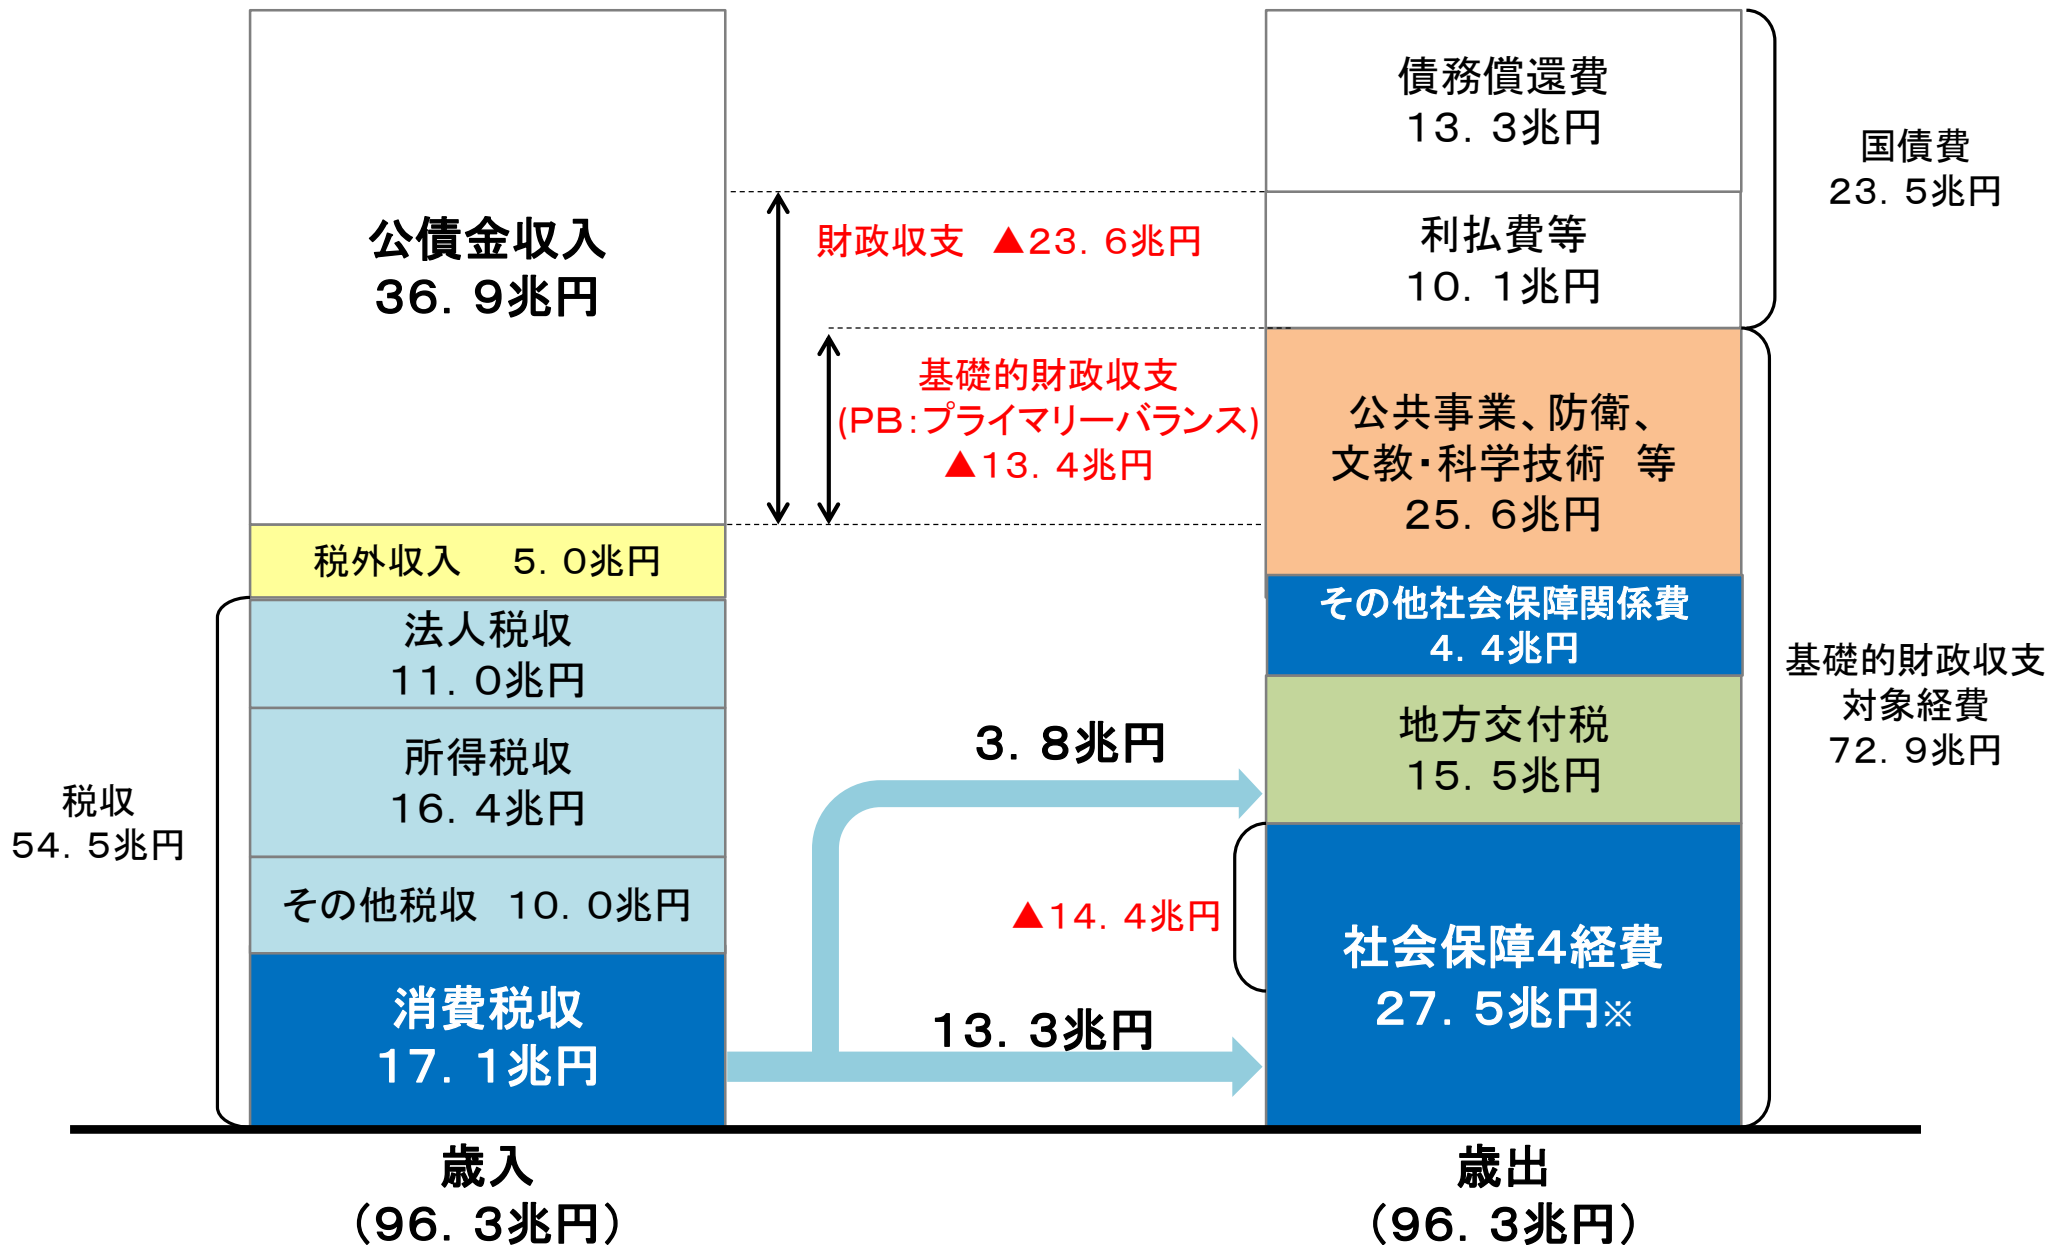 公債金収入
36．9兆円
税外収入　5．0兆円
法人税収
11．0兆円
所得税収
16．4兆円
その他税収　10．0兆円
消費税収
17．1兆円
税収
54．5兆円
歳入
（96．3兆円）
財政収支　▲23．6兆円
基礎的財政収支
(PB：プライマリーバランス)
▲13．4兆円
3．8兆円
▲14．4兆円
13．3兆円
債務償還費
13．3兆円
利払費等
10．1兆円
公共事業、防衛、
文教・科学技術　等
25．6兆円
その他社会保障関係費
4．4兆円
地方交付税
15．5兆円
社会保障4経費
27．5兆円※
歳出
（96．3兆円）
国債費
23．5兆円
基礎的財政収支
対象経費
72．9兆円